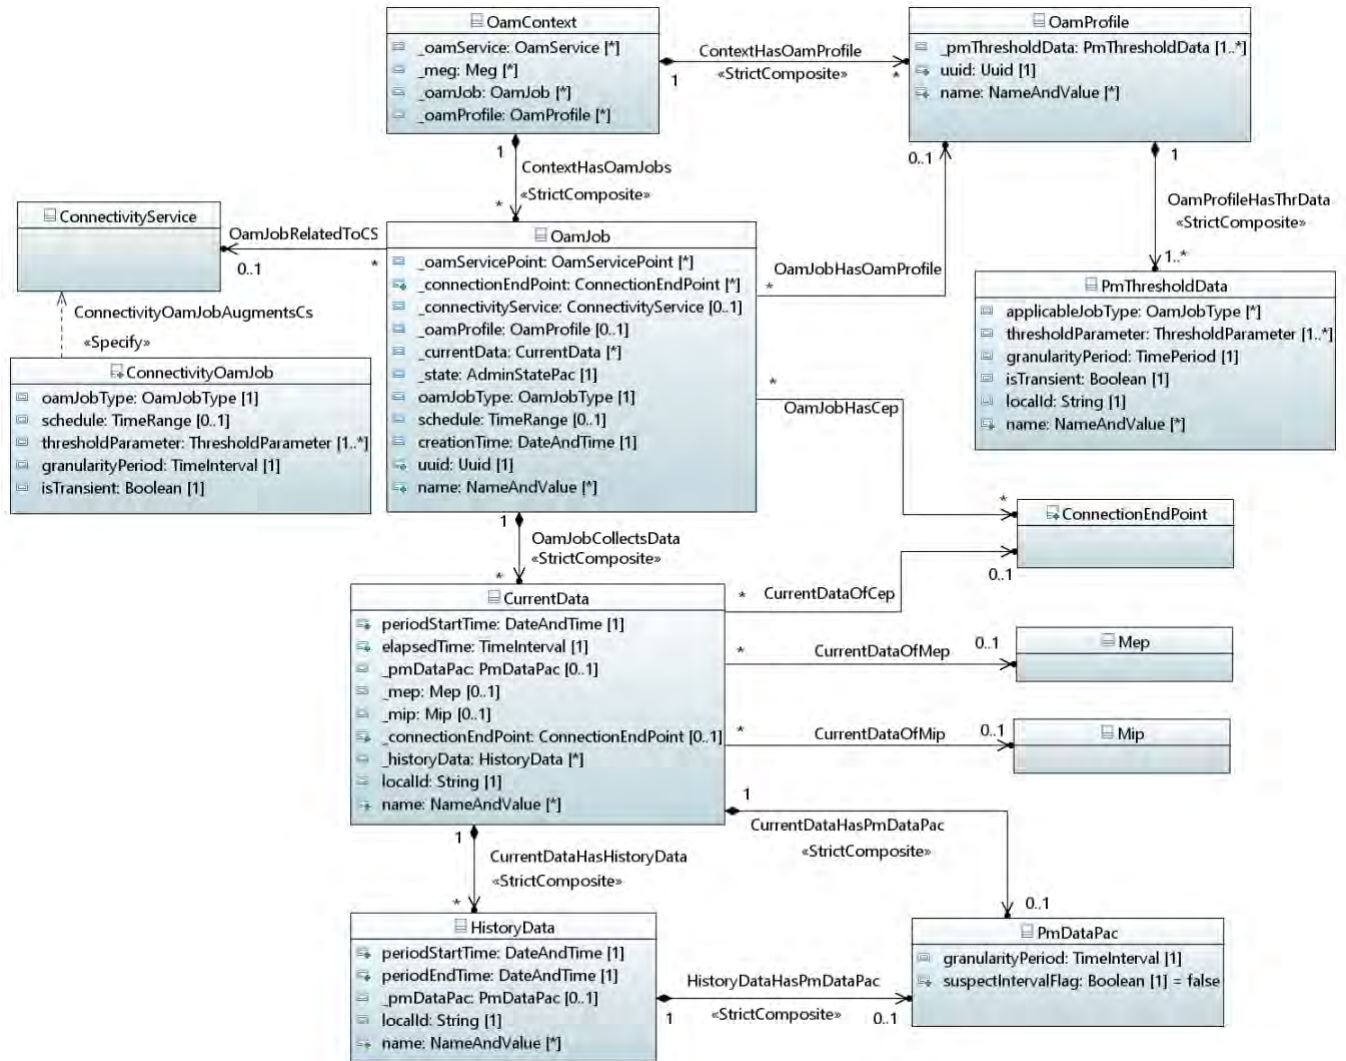 OamContext
_oamService: OamService [*]
_meg: Meg [*]
_oamJob: OamJob [*]
_oamProfile: OamProfile [*]
ContextHasOamProfile
«StrictComposite»
1
*
OamProfile
_pmThresholdData: PmThresholdData [1..*]
uuid: Uuid [1]
name: NameAndValue [*]
1
ContextHasOamJobs
«StrictComposite»
*
0..1
1
OamProfileHasThrData
«StrictComposite»
1..*
ConnectivityService
OamJobRelatedToCS
0..1
*
ConnectivityOamJobAugmentsCs
«Specify»
OamJob
_oamServicePoint: OamServicePoint [*]
_connectionEndPoint: ConnectionEndPoint [*]
_connectivityService: ConnectivityService [0..1]
_oamProfile: OamProfile [0..1]
_currentData: CurrentData [*]
_state: AdminStatePac [1]
oamJobType: OamJobType [1]
schedule: TimeRange [0..1]
creationTime: DateAndTime [1]
uuid: Uuid [1]
name: NameAndValue [*]
OamJobHasOamProfile
*
PmThresholdData
applicableJobType: OamJobType [*]
thresholdParameter: ThresholdParameter [1..*]
granularityPeriod: TimePeriod [1]
isTransient: Boolean [1]
localId: String [1]
name: NameAndValue [*]
ConnectivityOamJob
oamJobType: OamJobType [1]
schedule: TimeRange [0..1]
thresholdParameter: ThresholdParameter [1..*]
granularityPeriod: TimeInterval [1]
isTransient: Boolean [1]
*
OamJobHasCep
*
ConnectionEndPoint
1
OamJobCollectsData
«StrictComposite»
*
CurrentData
periodStartTime: DateAndTime [1]
elapsedTime: TimeInterval [1]
_pmDataPac: PmDataPac [0..1]
_mep: Mep [0..1]
_mip: Mip [0..1]
_connectionEndPoint: ConnectionEndPoint [0..1]
_historyData: HistoryData [*]
localId: String [1]
name: NameAndValue [*]
*
CurrentDataOfCep
0..1
*
CurrentDataOfMep
0..1
Mep
*
CurrentDataOfMip
0..1
Mip
1
CurrentDataHasPmDataPac
«StrictComposite»
0..1
1
CurrentDataHasHistoryData
«StrictComposite»
*
HistoryData
periodStartTime: DateAndTime [1]
periodEndTime: DateAndTime [1]
_pmDataPac: PmDataPac [0..1]
localId: String [1]
name: NameAndValue [*]
HistoryDataHasPmDataPac
«StrictComposite»
1
0..1
PmDataPac
granularityPeriod: TimeInterval [1]
suspectIntervalFlag: Boolean [1] = false